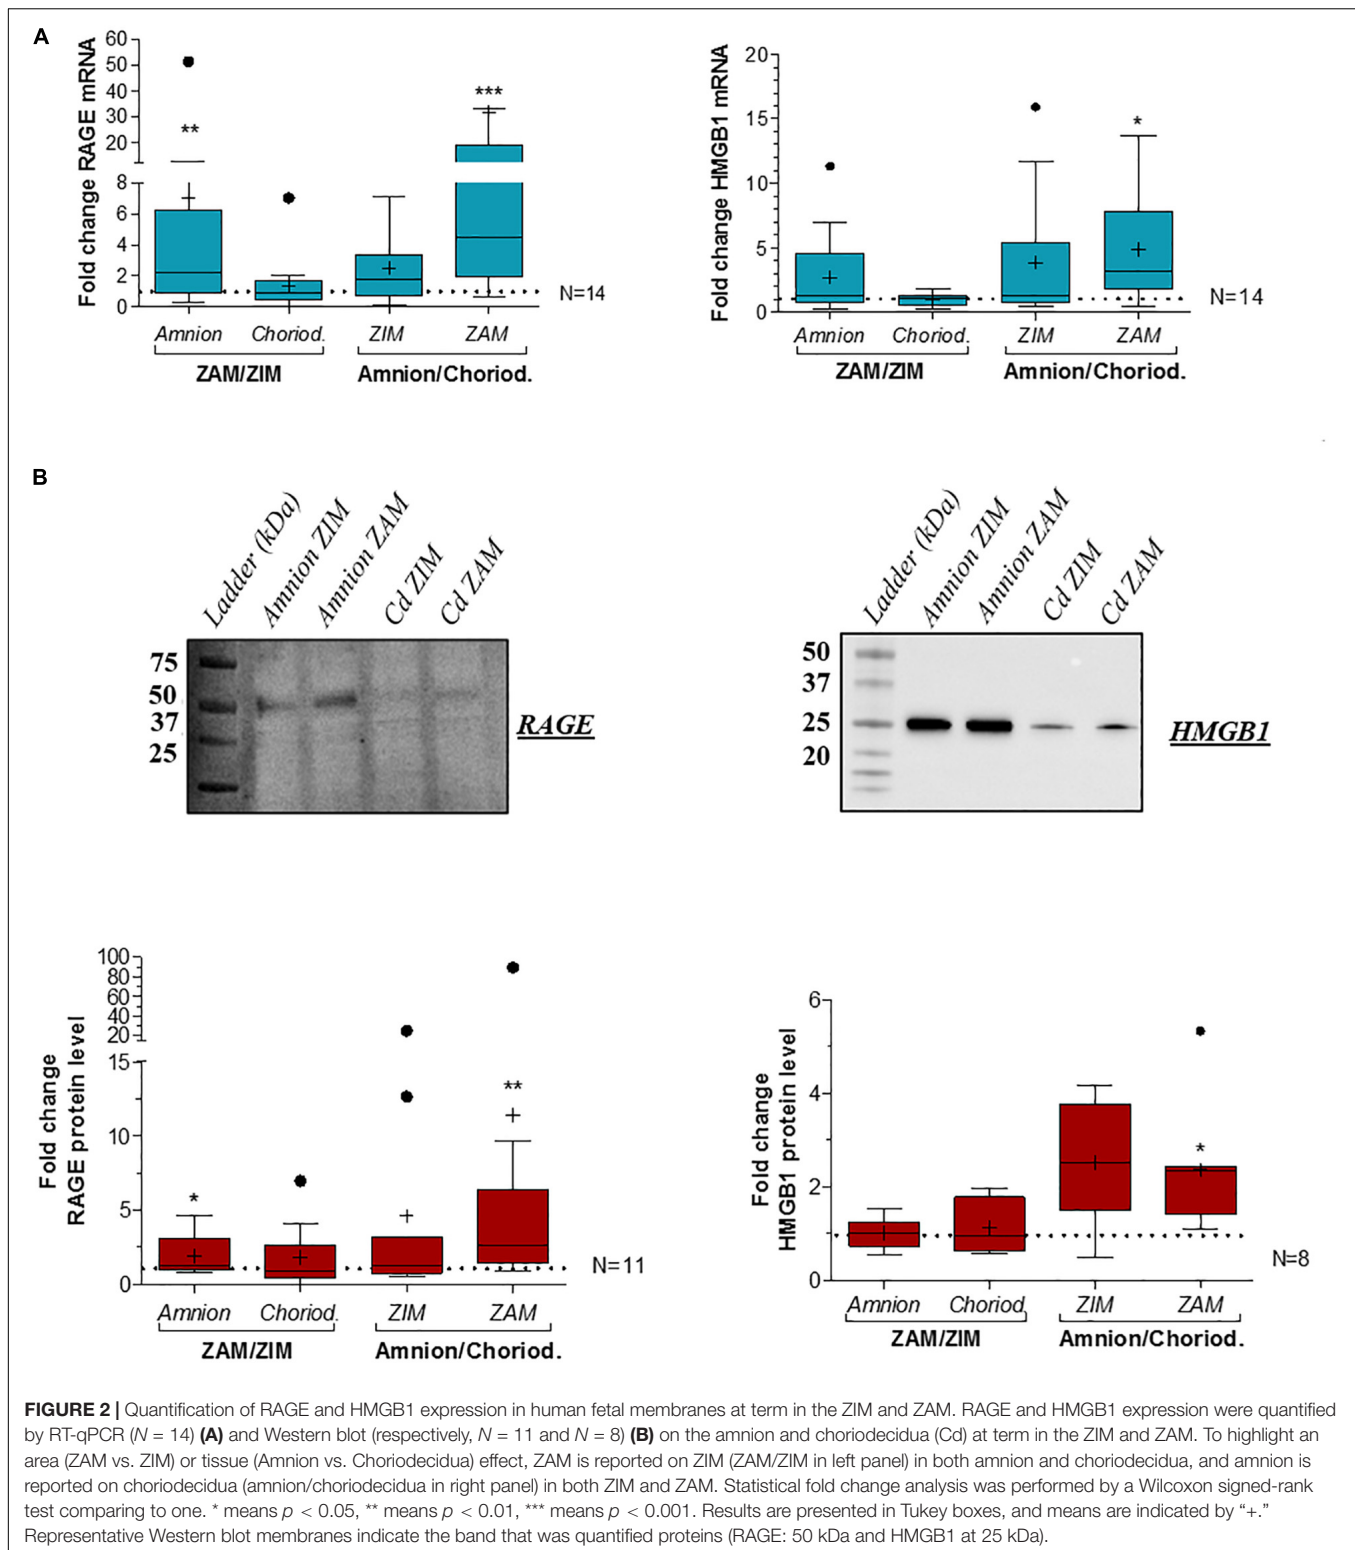 A
Fold change RAGE mRNA
60
50
40
30
20
8
6
4
2
0
**
***
N=14
Amnion Choriod. ZIM ZAM
ZAM/ZIM Amnion/Choriod.
Fold change HMGB1 mRNA
20
15
10
5
0
*
N=14
Amnion Choriod. ZIM ZAM
ZAM/ZIM Amnion/Choriod.
B
Ladder (kDa)
Amnion ZIM
Amnion ZAM
Cd ZIM
Cd ZAM
75
50
37
25
RAGE
Ladder (kDa)
Amnion ZIM
Amnion ZAM
Cd ZIM
Cd ZAM
50
37
25
20
HMGB1
Fold change
RAGE protein level
100
80
60
40
20
15
10
5
0
*
**
N=11
Amnion Choriod. ZIM ZAM
ZAM/ZIM Amnion/Choriod.
Fold change
HMGB1 protein level
6
4
2
0
*
N=8
Amnion Choriod. ZIM ZAM
ZAM/ZIM Amnion/Choriod.
FIGURE 2 | Quantification of RAGE and HMGB1 expression in human fetal membranes at term in the ZIM and ZAM. RAGE and HMGB1 expression were quantified
by RT-qPCR (N = 14) (A) and Western blot (respectively, N = 11 and N = 8) (B) on the amnion and choriodecidua (Cd) at term in the ZIM and ZAM. To highlight an
area (ZAM vs. ZIM) or tissue (Amnion vs. Choriodecidua) effect, ZAM is reported on ZIM (ZAM/ZIM in left panel) in both amnion and choriodecidua, and amnion is
reported on choriodecidua (amnion/choriodecidua in right panel) in both ZIM and ZAM. Statistical fold change analysis was performed by a Wilcoxon signed-rank
test comparing to one. * means p < 0.05, ** means p < 0.01, *** means p < 0.001. Results are presented in Tukey boxes, and means are indicated by “+.”
Representative Western blot membranes indicate the band that was quantified proteins (RAGE: 50 kDa and HMGB1 at 25 kDa).